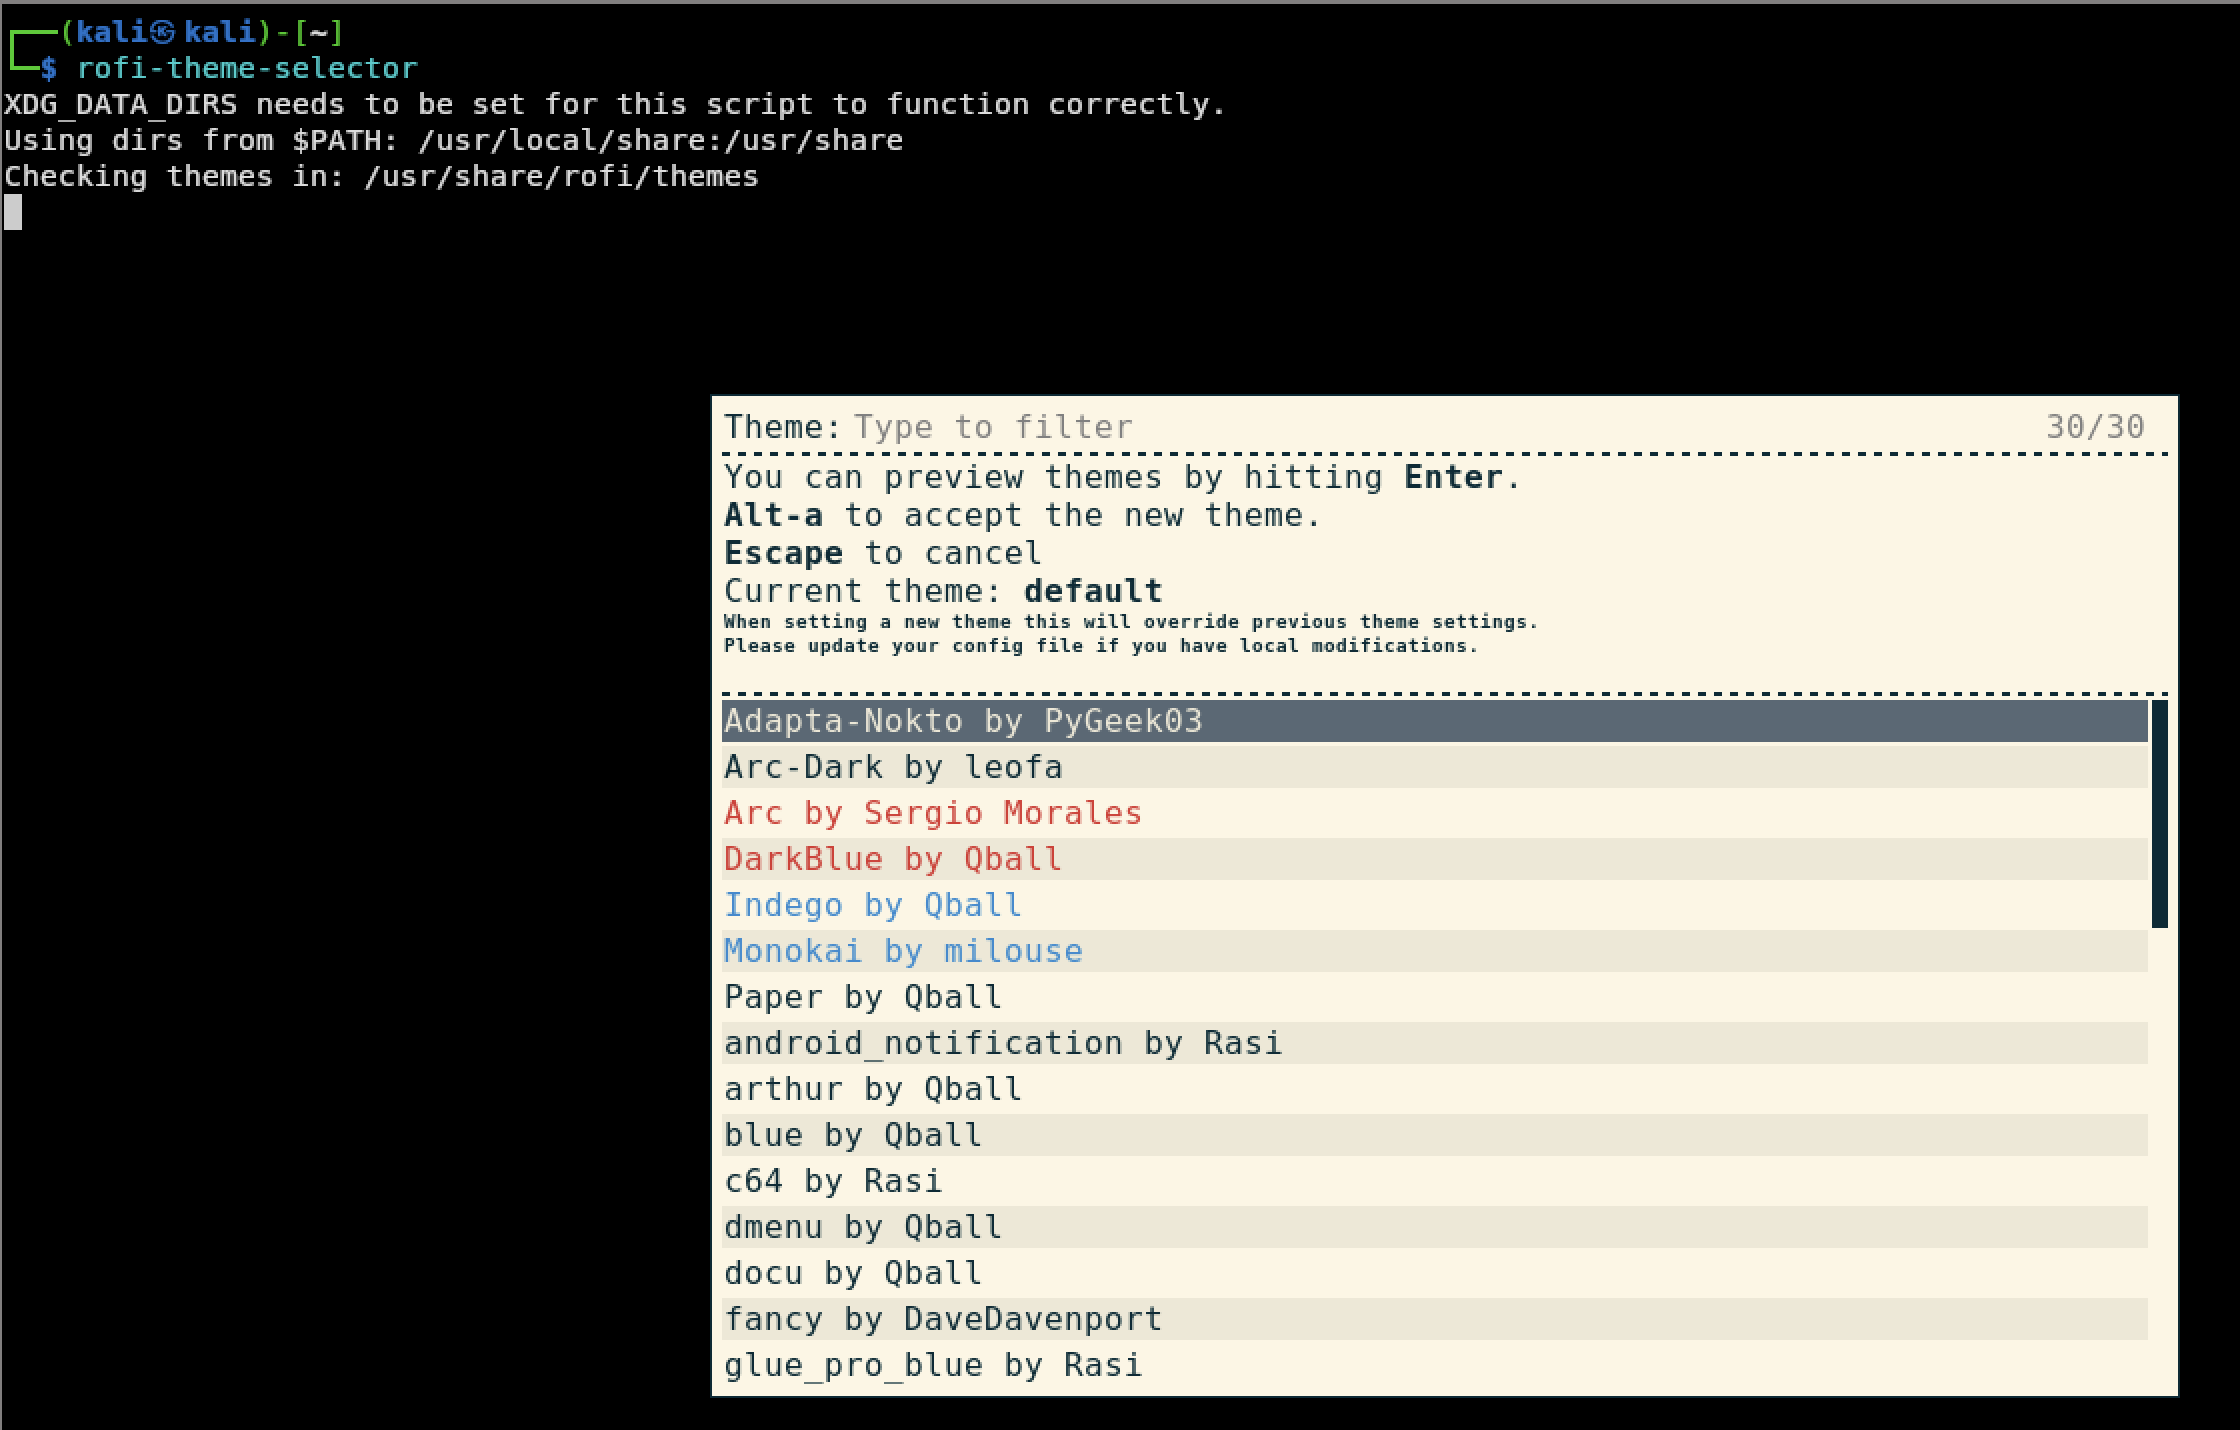 (kali㉿kali)-[~]
$ rofi-theme-selector
XDG_DATA_DIRS needs to be set for this script to function correctly.
Using dirs from $PATH: /usr/local/share:/usr/share
Checking themes in: /usr/share/rofi/themes
Theme: Type to filter 30/30
You can preview themes by hitting Enter.
Alt-a to accept the new theme.
Escape to cancel
Current theme: default
When setting a new theme this will override previous theme settings.
Please update your config file if you have local modifications.
Adapta-Nokto by PyGeek03
Arc-Dark by leofa
Arc by Sergio Morales
DarkBlue by Qball
Indego by Qball
Monokai by milouse
Paper by Qball
android_notification by Rasi
arthur by Qball
blue by Qball
c64 by Rasi
dmenu by Qball
docu by Qball
fancy by DaveDavenport
glue_pro_blue by Rasi